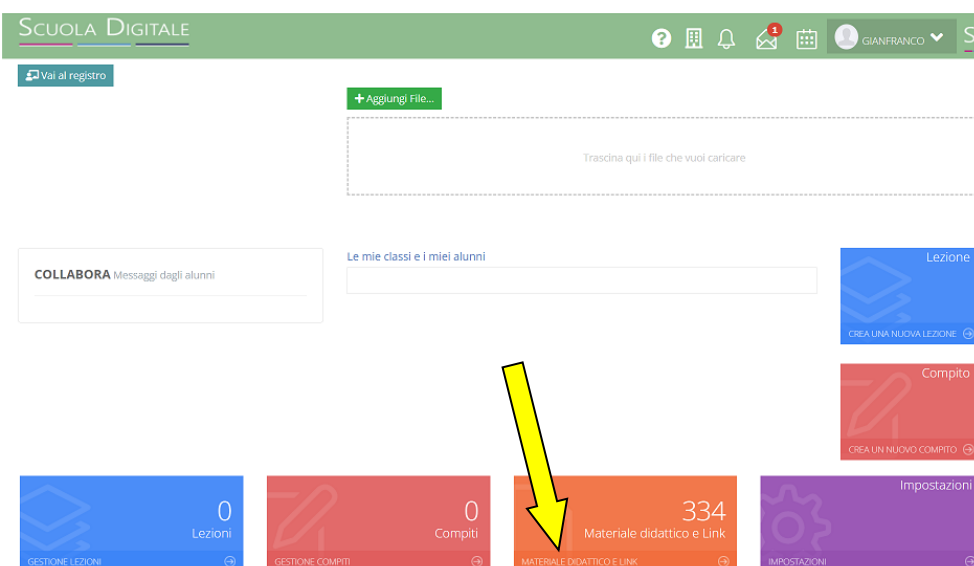 SCUOLA DIGITALE
1
GIANFRANCO
Vai al registro
Aggiungi File...
Trascina qui i file che vuoi caricare
COLLABORA Messaggi dagli alunni
Le mie classi e i miei alunni
Lezione
CREA UNA NUOVA LEZIONE
Compito
CREA UN NUOVO COMPITO
0
Lezioni
GESTIONE LEZIONI
0
Compiti
GESTIONE COMPITI
334
Materiale didattico e Link
MATERIALE DIDATTICO E LINK
Impostazioni
IMPOSTAZIONI